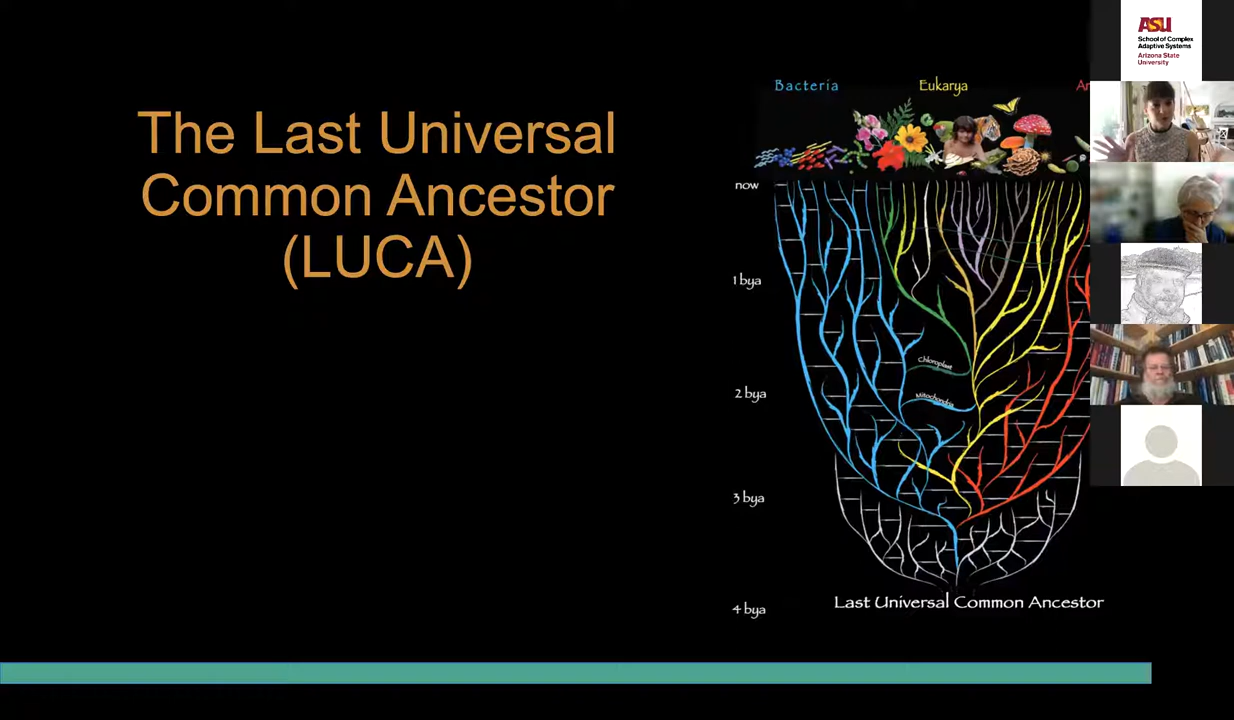 The Last Universal
Common Ancestor
(LUCA)
Bacteria
Eukarya
Ar
now
1 bya
2 bya
3 bya
4 bya
Chloroplast
Mitochondria
Last Universal Common Ancestor
ASU
School of Complex
Adaptive Systems
Arizona State
University